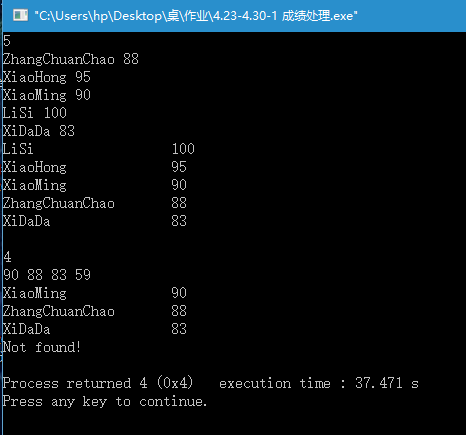 "C:\Users\hp\Desktop\桌\作业\4.23-4.30-1 成绩处理.exe"
5
ZhangChuanChao 88
XiaoHong 95
XiaoMing 90
LiSi 100
XiDaDa 83
LiSi 100
XiaoHong 95
XiaoMing 90
ZhangChuanChao 88
XiDaDa 83
4
90 88 83 59
XiaoMing 90
ZhangChuanChao 88
XiDaDa 83
Not found!
Process returned 4 (0x4)   execution time : 37.471 s
Press any key to continue.